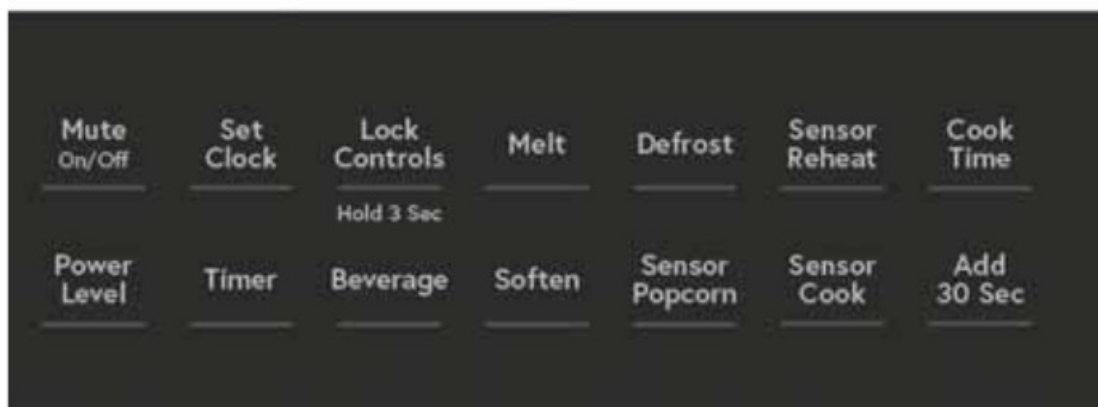 Mute
On/Off
Set
Clock
Lock
Controls
Hold 3 Sec
Melt
Defrost
Sensor
Reheat
Cook
Time
Power
Level
Timer
Beverage
Soften
Sensor
Popcorn
Sensor
Cook
Add
30 Sec